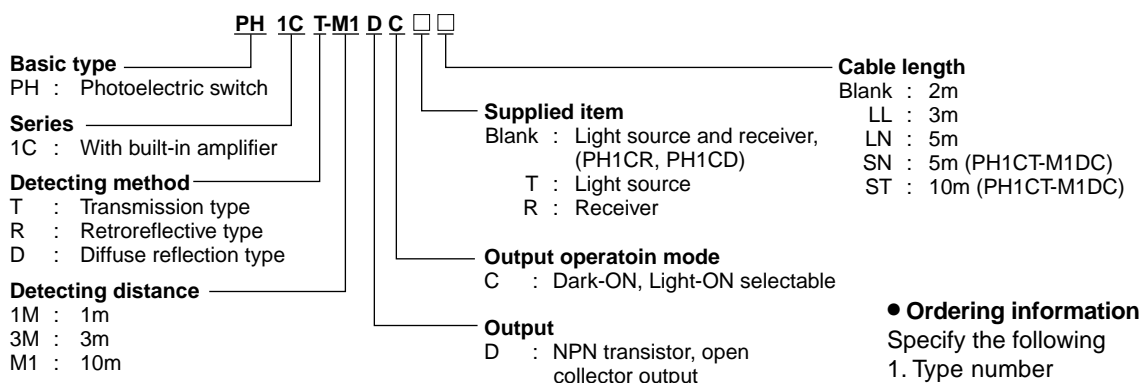 PH 1C T-M1 D C □ □
Basic type
PH : Photoelectric switch
Series
1C : With built-in amplifier
Detecting method
T : Transmission type
R : Retroreflective type
D : Diffuse reflection type
Detecting distance
1M : 1m
3M : 3m
M1 : 10m
Supplied item
Blank : Light source and receiver,
(PH1CR, PH1CD)
T : Light source
R : Receiver
Output operatoin mode
C : Dark-ON, Light-ON selectable
Output
D : NPN transistor, open
collector output
Cable length
Blank : 2m
LL : 3m
LN : 5m
SN : 5m (PH1CT-M1DC)
ST : 10m (PH1CT-M1DC)
● Ordering information
Specify the following
1. Type number